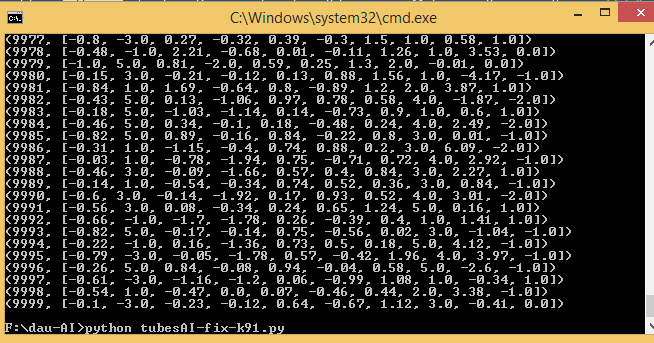 C:\Windows\system32\cmd.exe
(9977, [-0.8, -3.0, 0.27, -0.32, 0.39, -0.3, 1.5, 1.0, 0.58, 1.0])
(9978, [-0.48, -1.0, 2.21, -0.68, 0.01, -0.11, 1.26, 1.0, 3.53, 0.0])
(9979, [-1.0, 5.0, 0.81, -2.0, 0.59, 0.25, 1.3, 2.0, -0.01, 0.0])
(9980, [-0.15, 3.0, -0.21, -0.12, 0.13, 0.88, 1.56, 1.0, -4.17, -1.0])
(9981, [-0.84, 1.0, 1.69, -0.64, 0.8, -0.89, 1.2, 2.0, 3.87, 1.0])
(9982, [-0.43, 5.0, 0.13, -1.06, 0.97, 0.78, 0.58, 4.0, -1.87, -2.0])
(9983, [-0.18, 5.0, -1.03, -1.14, 0.14, -0.73, 0.9, 1.0, 0.6, 1.0])
(9984, [-0.46, 5.0, 0.34, -0.1, 0.18, -0.48, 0.24, 4.0, 2.49, -2.0])
(9985, [-0.82, 5.0, 0.89, -0.16, 0.84, -0.22, 0.8, 3.0, 0.01, -1.0])
(9986, [-0.31, 1.0, -1.15, -0.4, 0.74, 0.88, 0.2, 3.0, 6.09, -2.0])
(9987, [-0.03, 1.0, -0.78, -1.94, 0.75, -0.71, 0.72, 4.0, 2.92, -1.0])
(9988, [-0.46, 3.0, -0.09, -1.66, 0.57, 0.4, 0.84, 3.0, 2.27, 1.0])
(9989, [-0.14, 1.0, -0.54, -0.34, 0.74, 0.52, 0.36, 3.0, 0.84, -1.0])
(9990, [-0.6, 3.0, -0.14, -1.92, 0.17, 0.93, 0.52, 4.0, 3.01, -2.0])
(9991, [-0.56, 3.0, 0.08, -0.34, 0.24, 0.65, 1.24, 5.0, 0.16, 1.0])
(9992, [-0.66, -1.0, -1.7, -1.78, 0.26, -0.39, 0.4, 1.0, 1.41, 1.0])
(9993, [-0.82, 5.0, -0.17, -0.14, 0.75, -0.56, 0.02, 3.0, -1.04, -1.0])
(9994, [-0.22, -1.0, 0.16, -1.36, 0.73, 0.5, 0.18, 5.0, 4.12, -1.0])
(9995, [-0.79, -3.0, -0.05, -1.78, 0.57, -0.42, 1.96, 4.0, 3.97, -1.0])
(9996, [-0.26, 5.0, 0.84, -0.08, 0.94, -0.04, 0.58, 5.0, -2.6, -1.0])
(9997, [-0.61, -3.0, -1.16, -1.2, 0.06, -0.99, 1.08, 1.0, -0.34, 1.0])
(9998, [-0.54, 1.0, -0.47, 0.0, 0.07, -0.46, 0.44, 2.0, 3.38, -1.0])
(9999, [-0.1, -3.0, -0.23, -0.12, 0.64, -0.67, 1.12, 3.0, -0.41, 0.0])
F:\dau-AI>python tubesAI-fix-k91.py